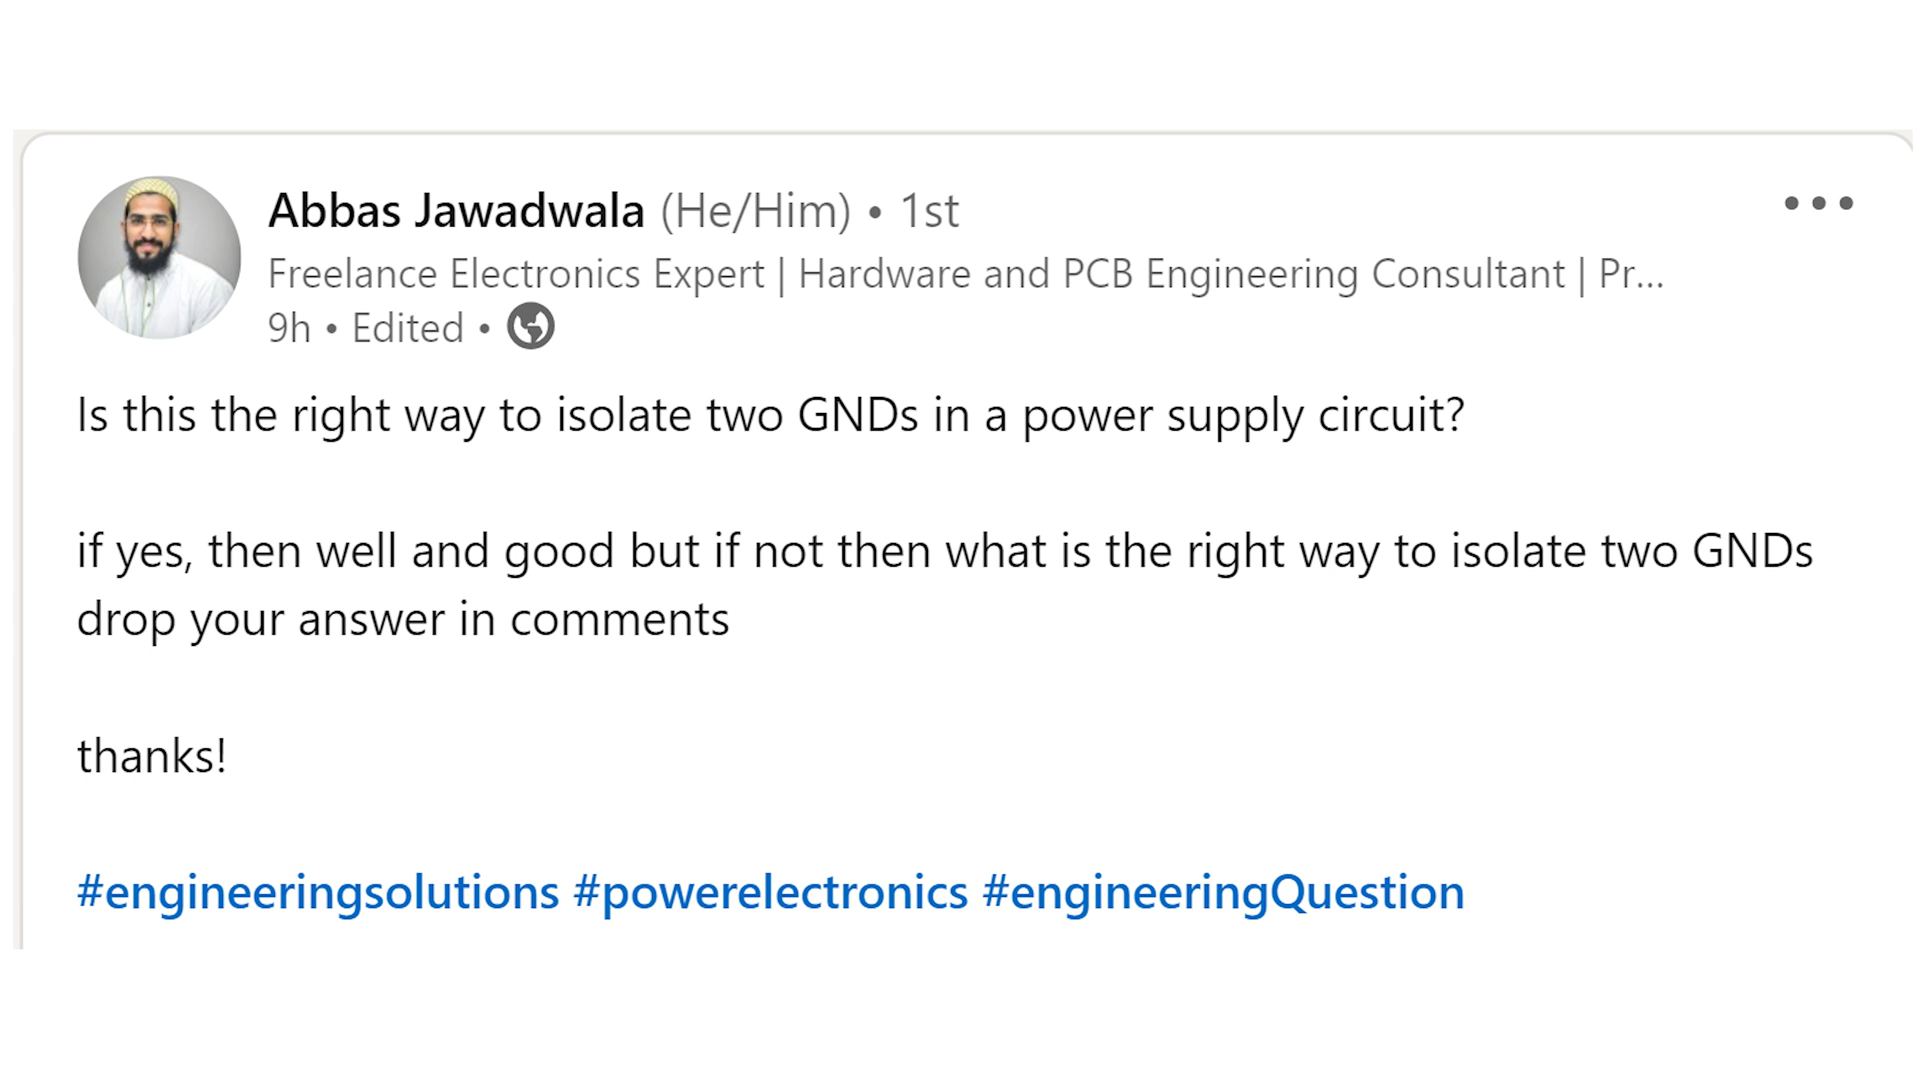 Abbas Jawadwala (He/Him) • 1st
Freelance Electronics Expert | Hardware and PCB Engineering Consultant | Pr...
9h • Edited •
Is this the right way to isolate two GNDs in a power supply circuit?
if yes, then well and good but if not then what is the right way to isolate two GNDs
drop your answer in comments
thanks!
#engineeringsolutions #powerelectronics #engineeringQuestion